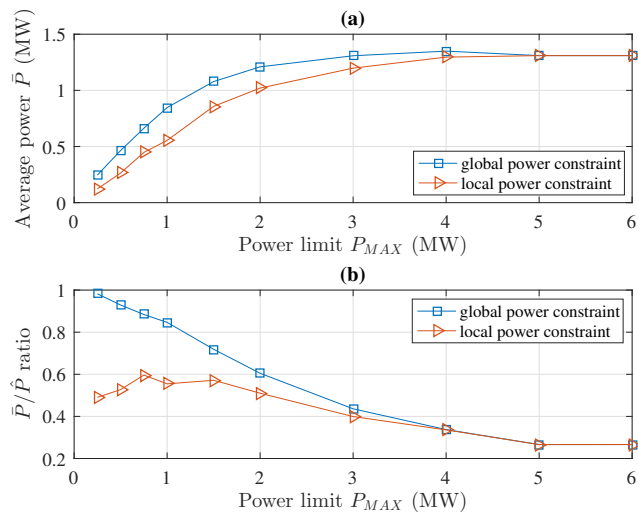 (a)
Average power P̄ (MW)
1.5
1
0.5
0
global power constraint
local power constraint
0 1 2 3 4 5 6
Power limit P_MAX (MW)
(b)
P̄/P̂ ratio
1
0.8
0.6
0.4
0.2
global power constraint
local power constraint
0 1 2 3 4 5 6
Power limit P_MAX (MW)